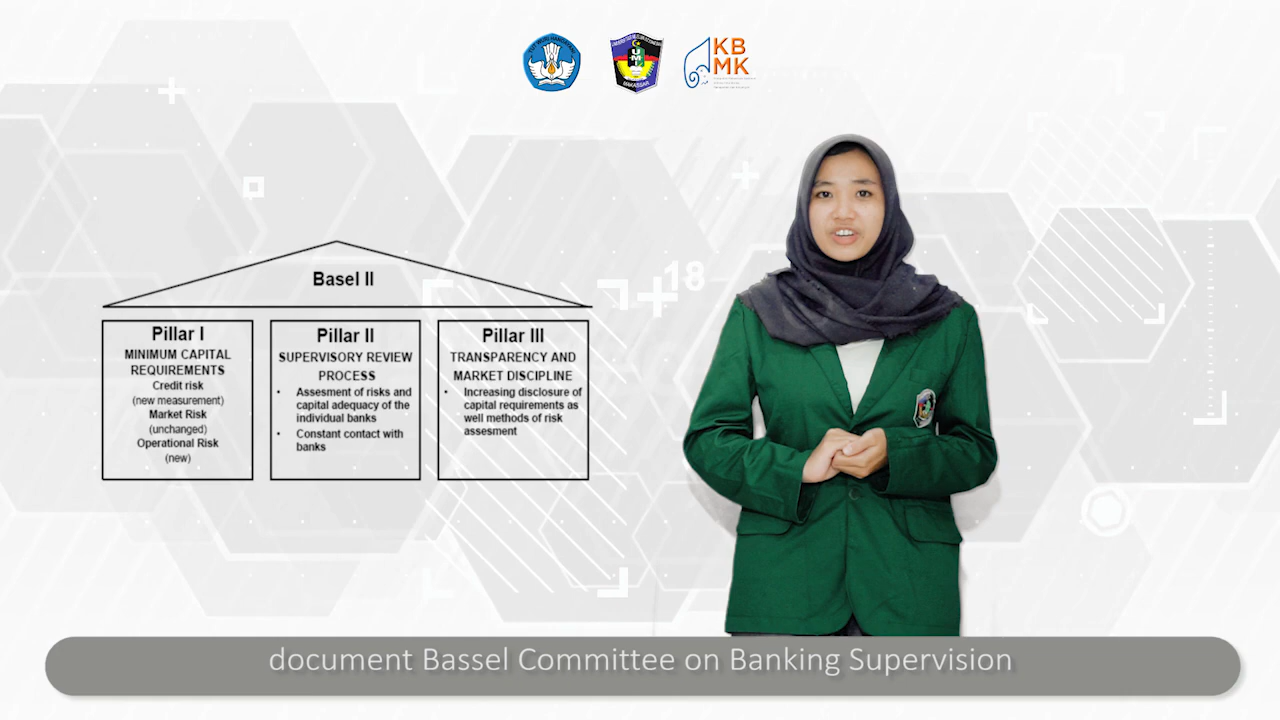 KB
MK
18
Basel II
Pillar I
MINIMUM CAPITAL
REQUIREMENTS
Credit risk
(new measurement)
Market Risk
(unchanged)
Operational Risk
(new)
Pillar II
SUPERVISORY REVIEW
PROCESS
• Assesment of risks and
capital adequacy of the
individual banks
• Constant contact with
banks
Pillar III
TRANSPARENCY AND
MARKET DISCIPLINE
• Increasing disclosure of
capital requirements as
well methods of risk
assesment
document Bassel Committee on Banking Supervision